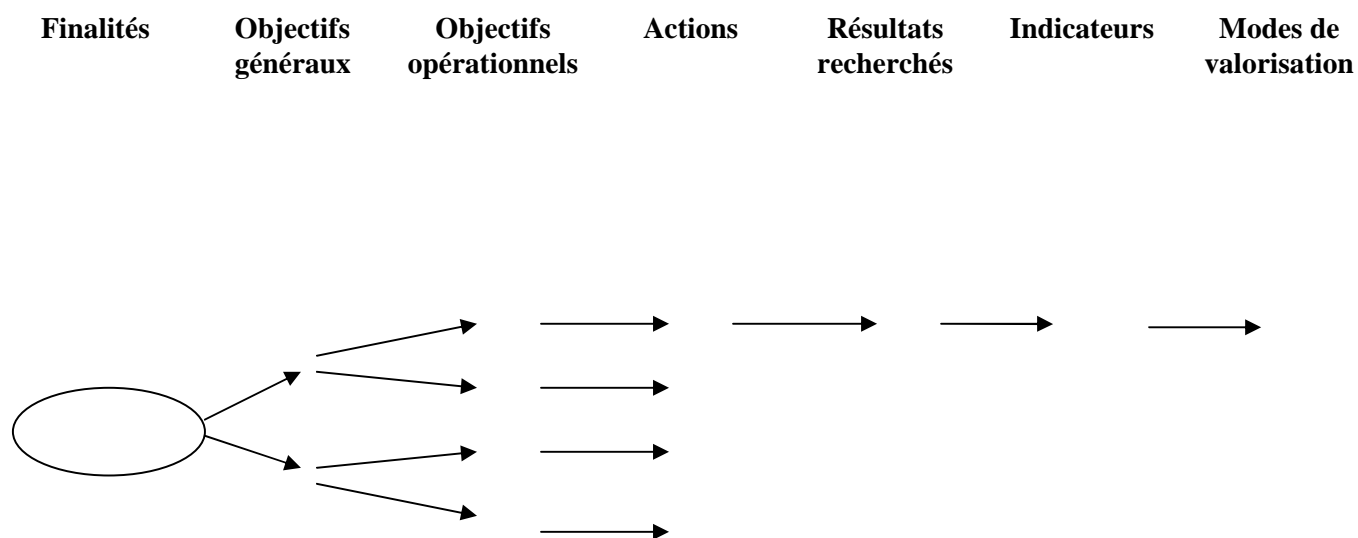 Finalités Objectifs Objectifs Actions Résultats Indicateurs Modes de
généraux opérationnels recherchés valorisation